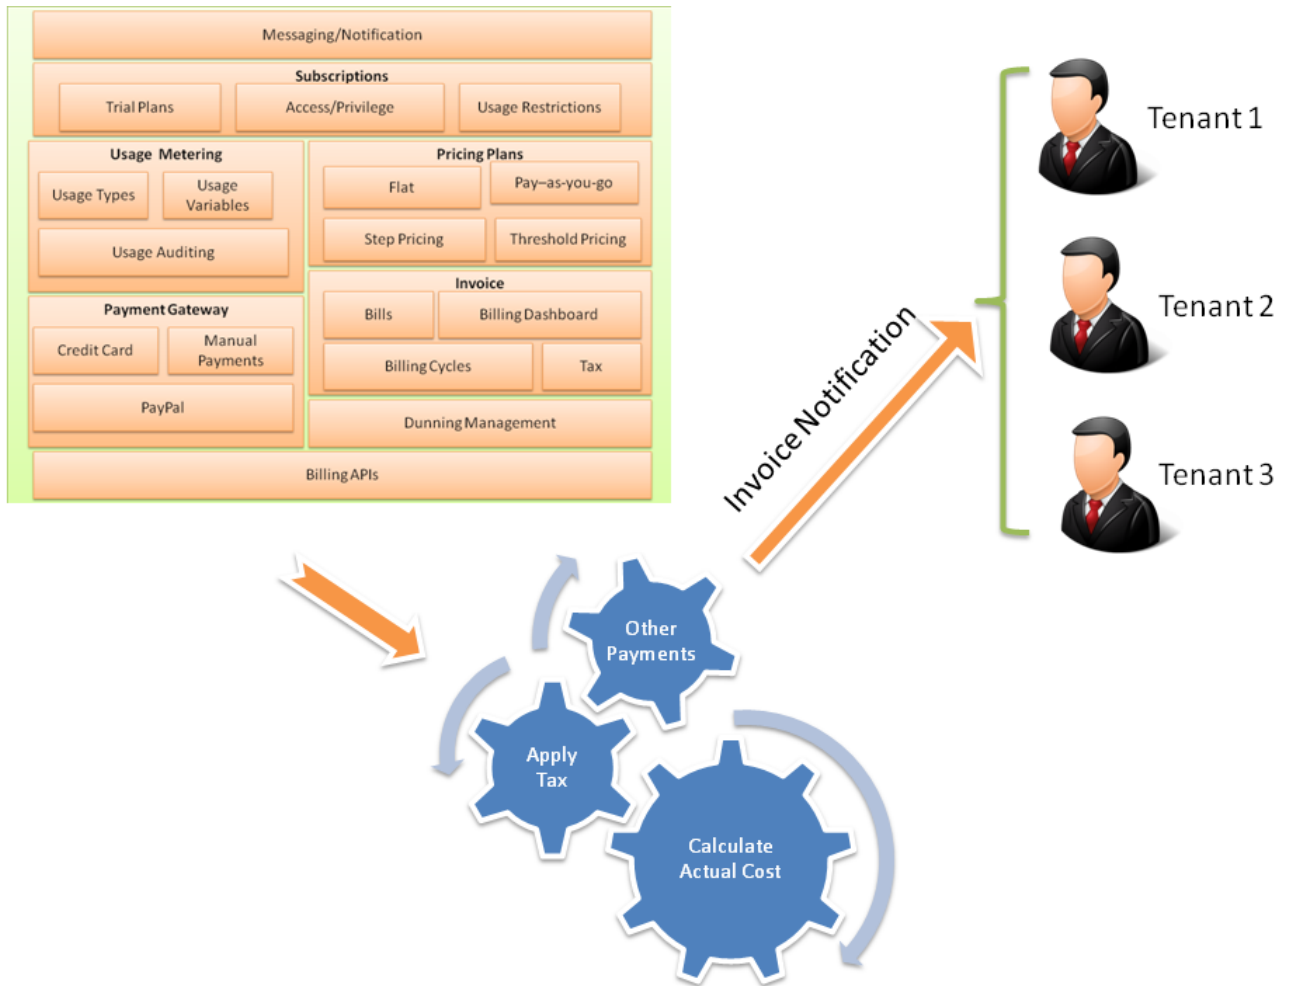 Messaging/Notification
Subscriptions
Trial Plans
Access/Privilege
Usage Restrictions
Usage Metering
Usage Types
Usage
Variables
Usage Auditing
Pricing Plans
Flat
Pay–as-you-go
Step Pricing
Threshold Pricing
Payment Gateway
Credit Card
Manual
Payments
PayPal
Invoice
Bills
Billing Dashboard
Billing Cycles
Tax
Dunning Management
Billing APIs
Invoice Notification
Tenant 1
Tenant 2
Tenant 3
Other
Payments
Apply
Tax
Calculate
Actual Cost